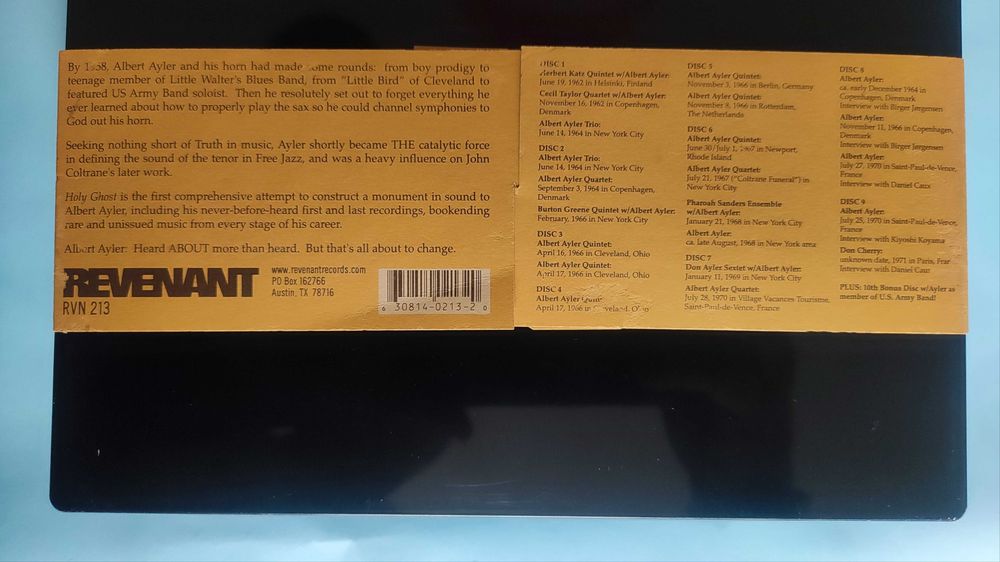 By 1958, Albert Ayler and his horn had made some rounds: from boy prodigy to
teenage member of Little Walter's Blues Band, from "Little Bird" of Cleveland to
featured US Army Band soloist. Then he resolutely set out to forget everything he
ever learned about how to properly play the sax so he could channel symphonies to
God out his horn.
Seeking nothing short of Truth in music, Ayler shortly became THE catalytic force
in defining the sound of the tenor in Free Jazz, and was a heavy influence on John
Coltrane's later work.
Holy Ghost is the first comprehensive attempt to construct a monument in sound to
Albert Ayler, including his never-before-heard first and last recordings, bookending
rare and unissued music from every stage of his career.
Albert Ayler: Heard ABOUT more than heard. But that's all about to change.
REVENANT
RVN 213
www.revenantrecords.com
PO Box 162766
Austin, TX 78716
6 30814-0213-2 0
DISC 1
Herbert Katz Quintet w/Albert Ayler:
June 19, 1962 in Helsinki, Finland
Cecil Taylor Quartet w/Albert Ayler:
November 16, 1962 in Copenhagen,
Denmark
Albert Ayler Trio:
June 14, 1964 in New York City
DISC 2
Albert Ayler Trio:
June 14, 1964 in New York City
Albert Ayler Quartet:
September 3, 1964 in Copenhagen,
Denmark
Burton Greene Quintet w/Albert Ayler:
February, 1966 in New York City
DISC 3
Albert Ayler Quintet:
April 16, 1966 in Cleveland, Ohio
Albert Ayler Quintet:
April 17, 1966 in Cleveland, Ohio
DISC 4
Albert Ayler Quintet:
April 17, 1966 in Cleveland, Ohio
DISC 5
Albert Ayler Quintet:
November 3, 1966 in Berlin, Germany
Albert Ayler Quintet:
November 8, 1966 in Rotterdam,
The Netherlands
DISC 6
Albert Ayler Quintet:
June 30/July 1, 1967 in Newport,
Rhode Island
Albert Ayler Quartet:
July 21, 1967 ("Coltrane Funeral") in
New York City
Pharoah Sanders Ensemble
w/Albert Ayler:
January 21, 1968 in New York City
Albert Ayler:
ca. late August, 1968 in New York area
DISC 7
Don Ayler Sextet w/Albert Ayler:
January 11, 1969 in New York City
Albert Ayler Quartet:
July 28, 1970 in Village Vacances Tourisme,
Saint-Paul-de-Vence, France
DISC 8
Albert Ayler:
ca. early December 1964 in
Copenhagen, Denmark
Interview with Birger Jørgensen
Albert Ayler:
November 11, 1966 in Copenhagen,
Denmark
Interview with Birger Jørgensen
Albert Ayler:
July 27, 1970 in Saint-Paul-de-Vence,
France
Interview with Daniel Caux
DISC 9
Albert Ayler:
July 25, 1970 in Saint-Paul-de-Vence,
France
Interview with Kiyoshi Koyama
Don Cherry:
unknown date, 1971 in Paris, Fran
Interview with Daniel Caux
PLUS: 10th Bonus Disc w/Ayler as
member of U.S. Army Band!